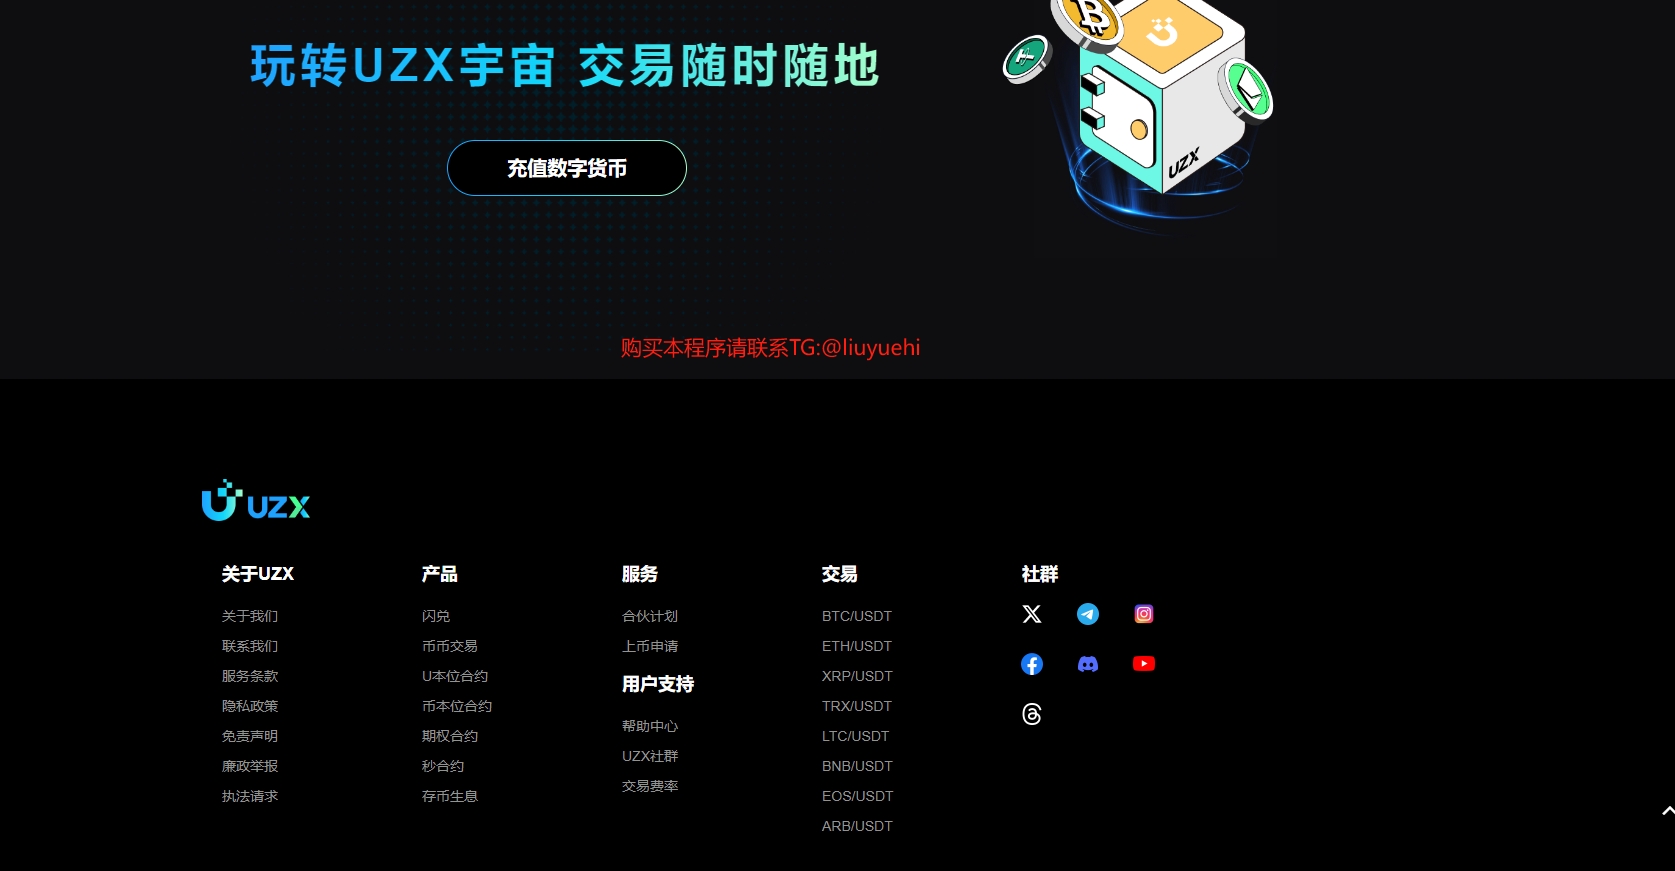 玩转UZX宇宙 交易随时随地
充值数字货币
UZX
购买本程序请联系TG:@liuyuehi
UZX
关于UZX
关于我们
联系我们
服务条款
隐私政策
免责声明
廉政举报
执法请求
产品
闪兑
币币交易
U本位合约
币本位合约
期权合约
秒合约
存币生息
服务
合伙计划
上币申请
用户支持
帮助中心
UZX社群
交易费率
交易
BTC/USDT
ETH/USDT
XRP/USDT
TRX/USDT
LTC/USDT
BNB/USDT
EOS/USDT
ARB/USDT
社群